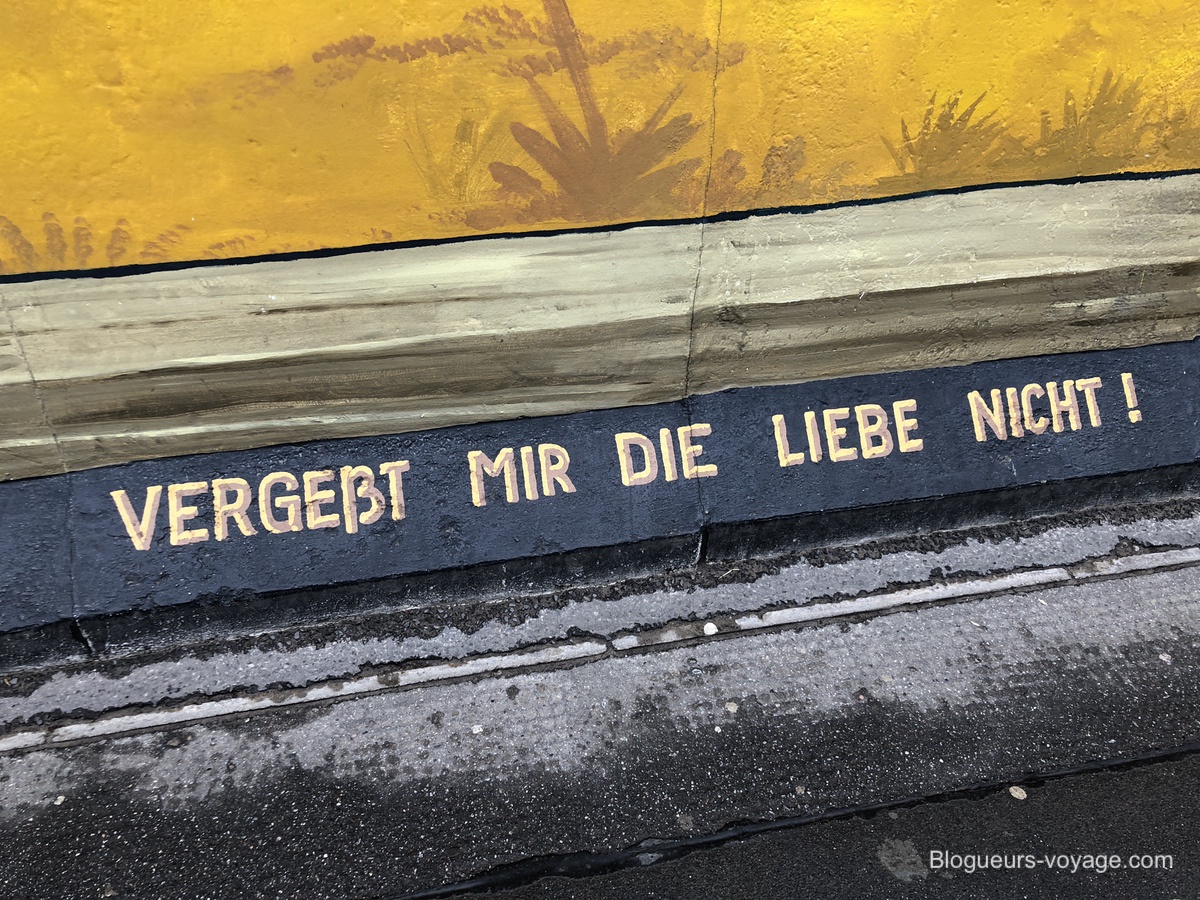 VERGEßT MIR DIE LIEBE NICHT !
Blogueurs-voyage.com